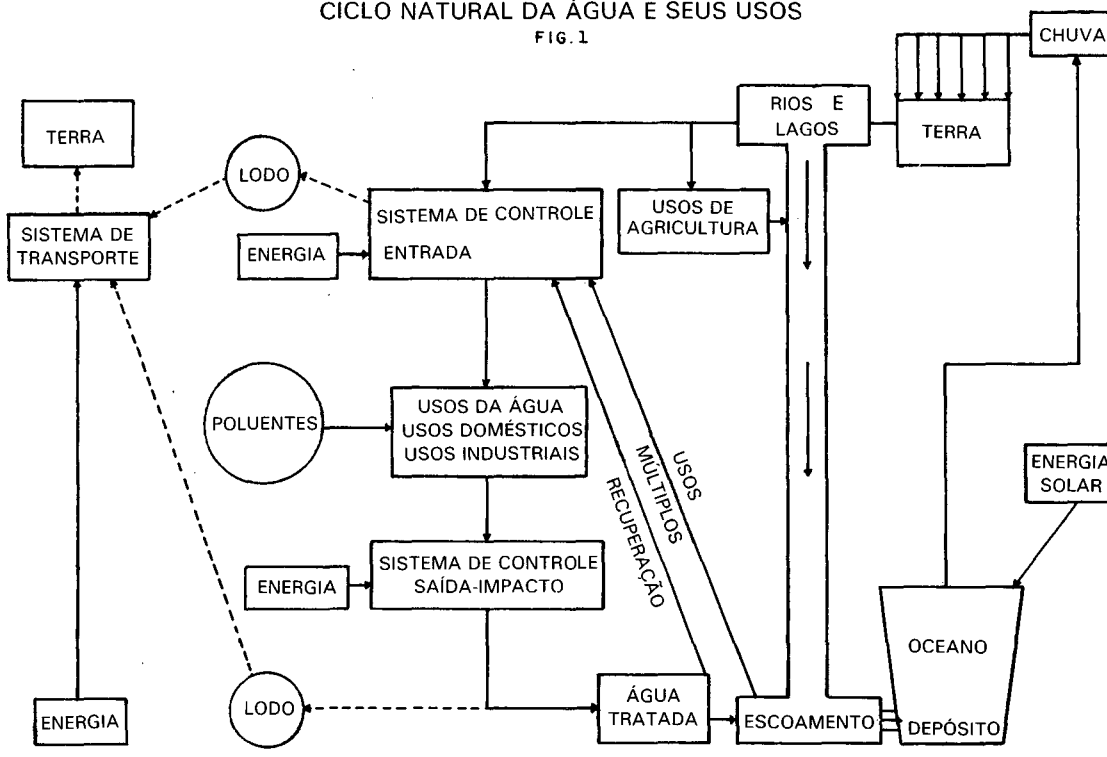 CICLO NATURAL DA ÁGUA E SEUS USOS
FIG.1
CHUVA
RIOS E
LAGOS
TERRA
TERRA
LODO
SISTEMA DE CONTROLE
ENTRADA
USOS DE
AGRICULTURA
SISTEMA DE
TRANSPORTE
ENERGIA
POLUENTES
USOS DA ÁGUA
USOS DOMÉSTICOS
USOS INDUSTRIAIS
USOS
MÚLTIPLOS
RECUPERAÇÃO
ENERGIA
SOLAR
ENERGIA
SISTEMA DE CONTROLE
SAÍDA-IMPACTO
OCEANO
DEPÓSITO
ENERGIA
LODO
ÁGUA
TRATADA
ESCOAMENTO